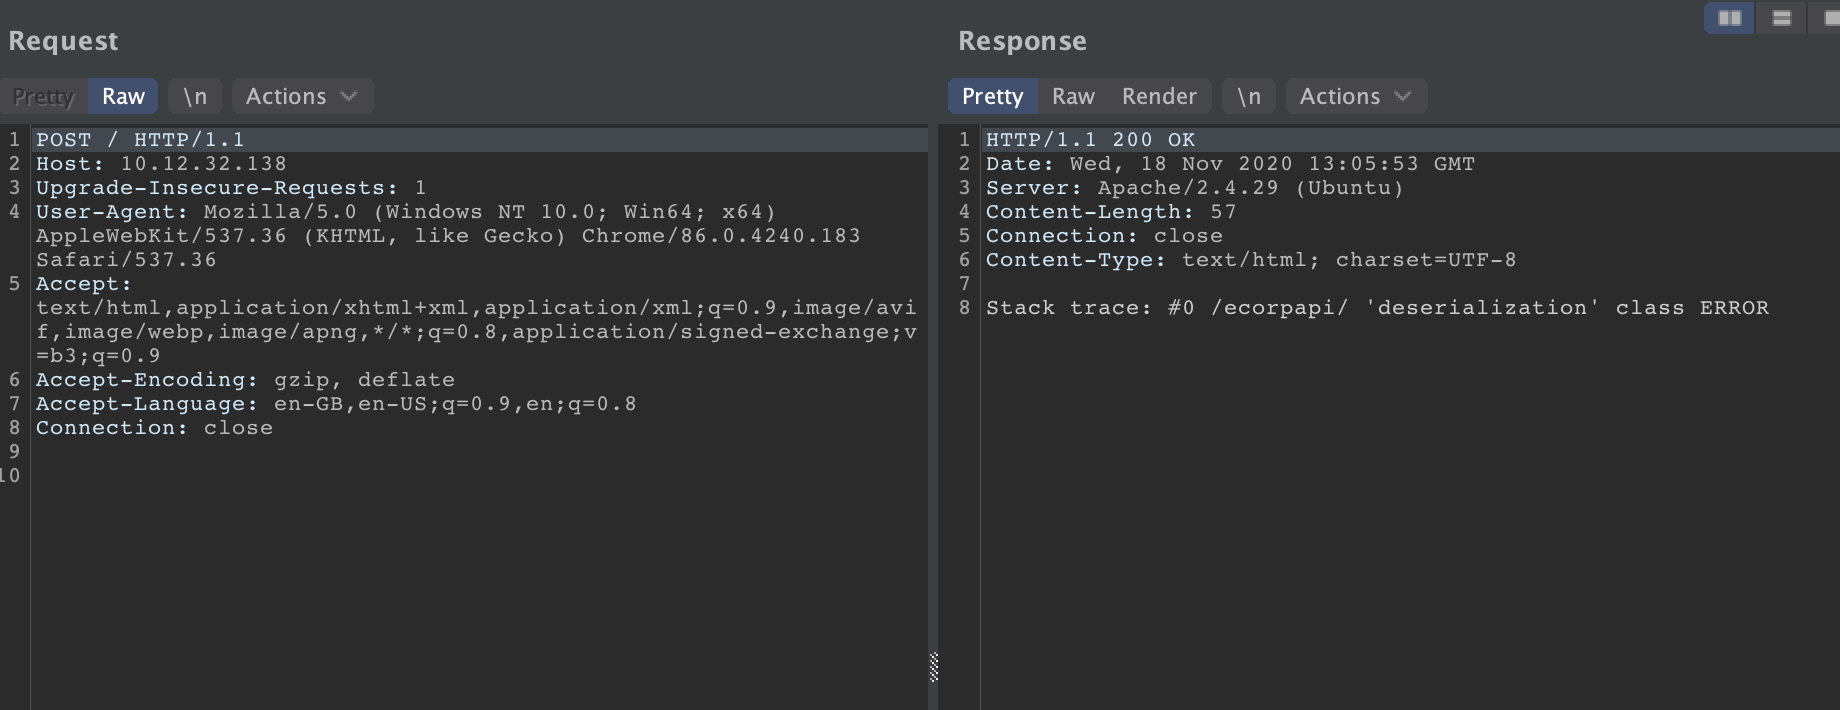 Request
Pretty Raw \n Actions
1 POST / HTTP/1.1
2 Host: 10.12.32.138
3 Upgrade-Insecure-Requests: 1
4 User-Agent: Mozilla/5.0 (Windows NT 10.0; Win64; x64)
AppleWebKit/537.36 (KHTML, like Gecko) Chrome/86.0.4240.183
Safari/537.36
5 Accept:
text/html,application/xhtml+xml,application/xml;q=0.9,image/avi
f,image/webp,image/apng,*/*;q=0.8,application/signed-exchange;v
=b3;q=0.9
6 Accept-Encoding: gzip, deflate
7 Accept-Language: en-GB,en-US;q=0.9,en;q=0.8
8 Connection: close
9
10
Response
Pretty Raw Render \n Actions
1 HTTP/1.1 200 OK
2 Date: Wed, 18 Nov 2020 13:05:53 GMT
3 Server: Apache/2.4.29 (Ubuntu)
4 Content-Length: 57
5 Connection: close
6 Content-Type: text/html; charset=UTF-8
7
8 Stack trace: #0 /ecorpapi/ 'deserialization' class ERROR